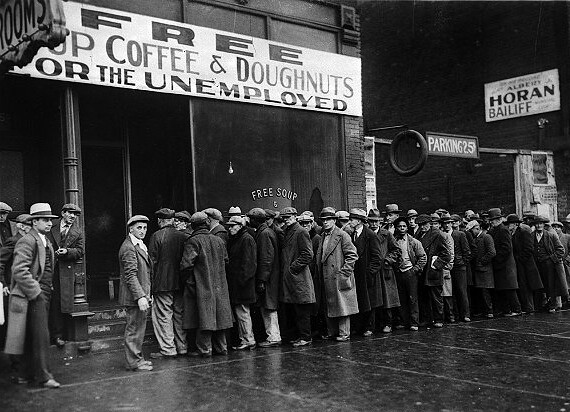 ROOMS
FREE
UP COFFEE & DOUGHNUTS
OR THE UNEMPLOYED
FREE SOUP
&
HORAN
BAILIFF
PARKING 25¢